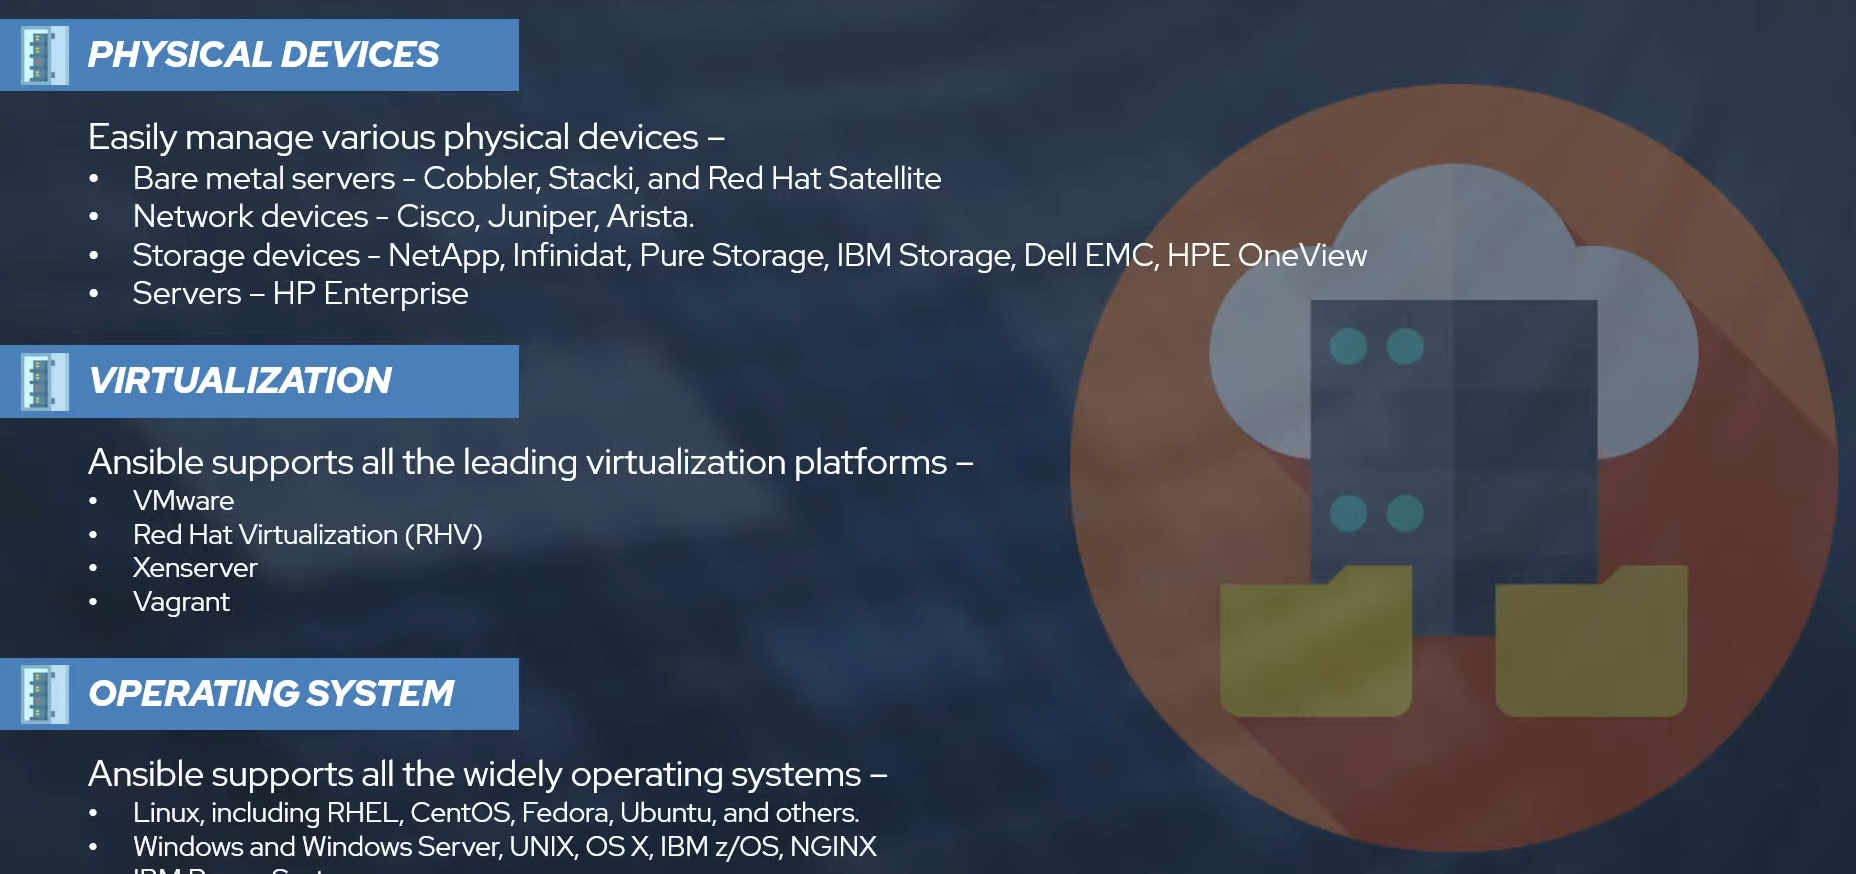 PHYSICAL DEVICES
Easily manage various physical devices –
• Bare metal servers - Cobbler, Stacki, and Red Hat Satellite
• Network devices - Cisco, Juniper, Arista.
• Storage devices - NetApp, Infinidat, Pure Storage, IBM Storage, Dell EMC, HPE OneView
• Servers – HP Enterprise
VIRTUALIZATION
Ansible supports all the leading virtualization platforms –
• VMware
• Red Hat Virtualization (RHV)
• Xenserver
• Vagrant
OPERATING SYSTEM
Ansible supports all the widely operating systems –
• Linux, including RHEL, CentOS, Fedora, Ubuntu, and others.
• Windows and Windows Server, UNIX, OS X, IBM z/OS, NGINX